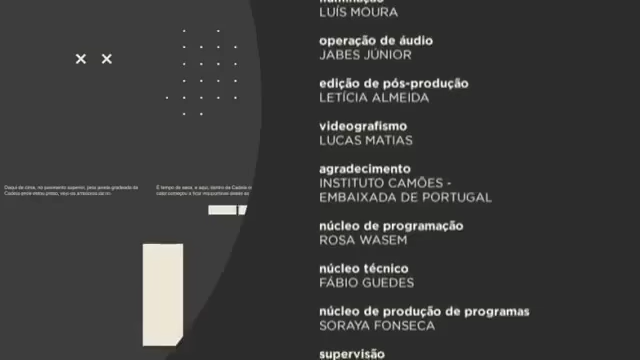 iluminação
LUÍS MOURA
operação de áudio
JABES JÚNIOR
edição de pós-produção
LETÍCIA ALMEIDA
videografismo
LUCAS MATIAS
agradecimento
INSTITUTO CAMÕES -
EMBAIXADA DE PORTUGAL
núcleo de programação
ROSA WASEM
núcleo técnico
FÁBIO GUEDES
núcleo de produção de programas
SORAYA FONSECA
supervisão